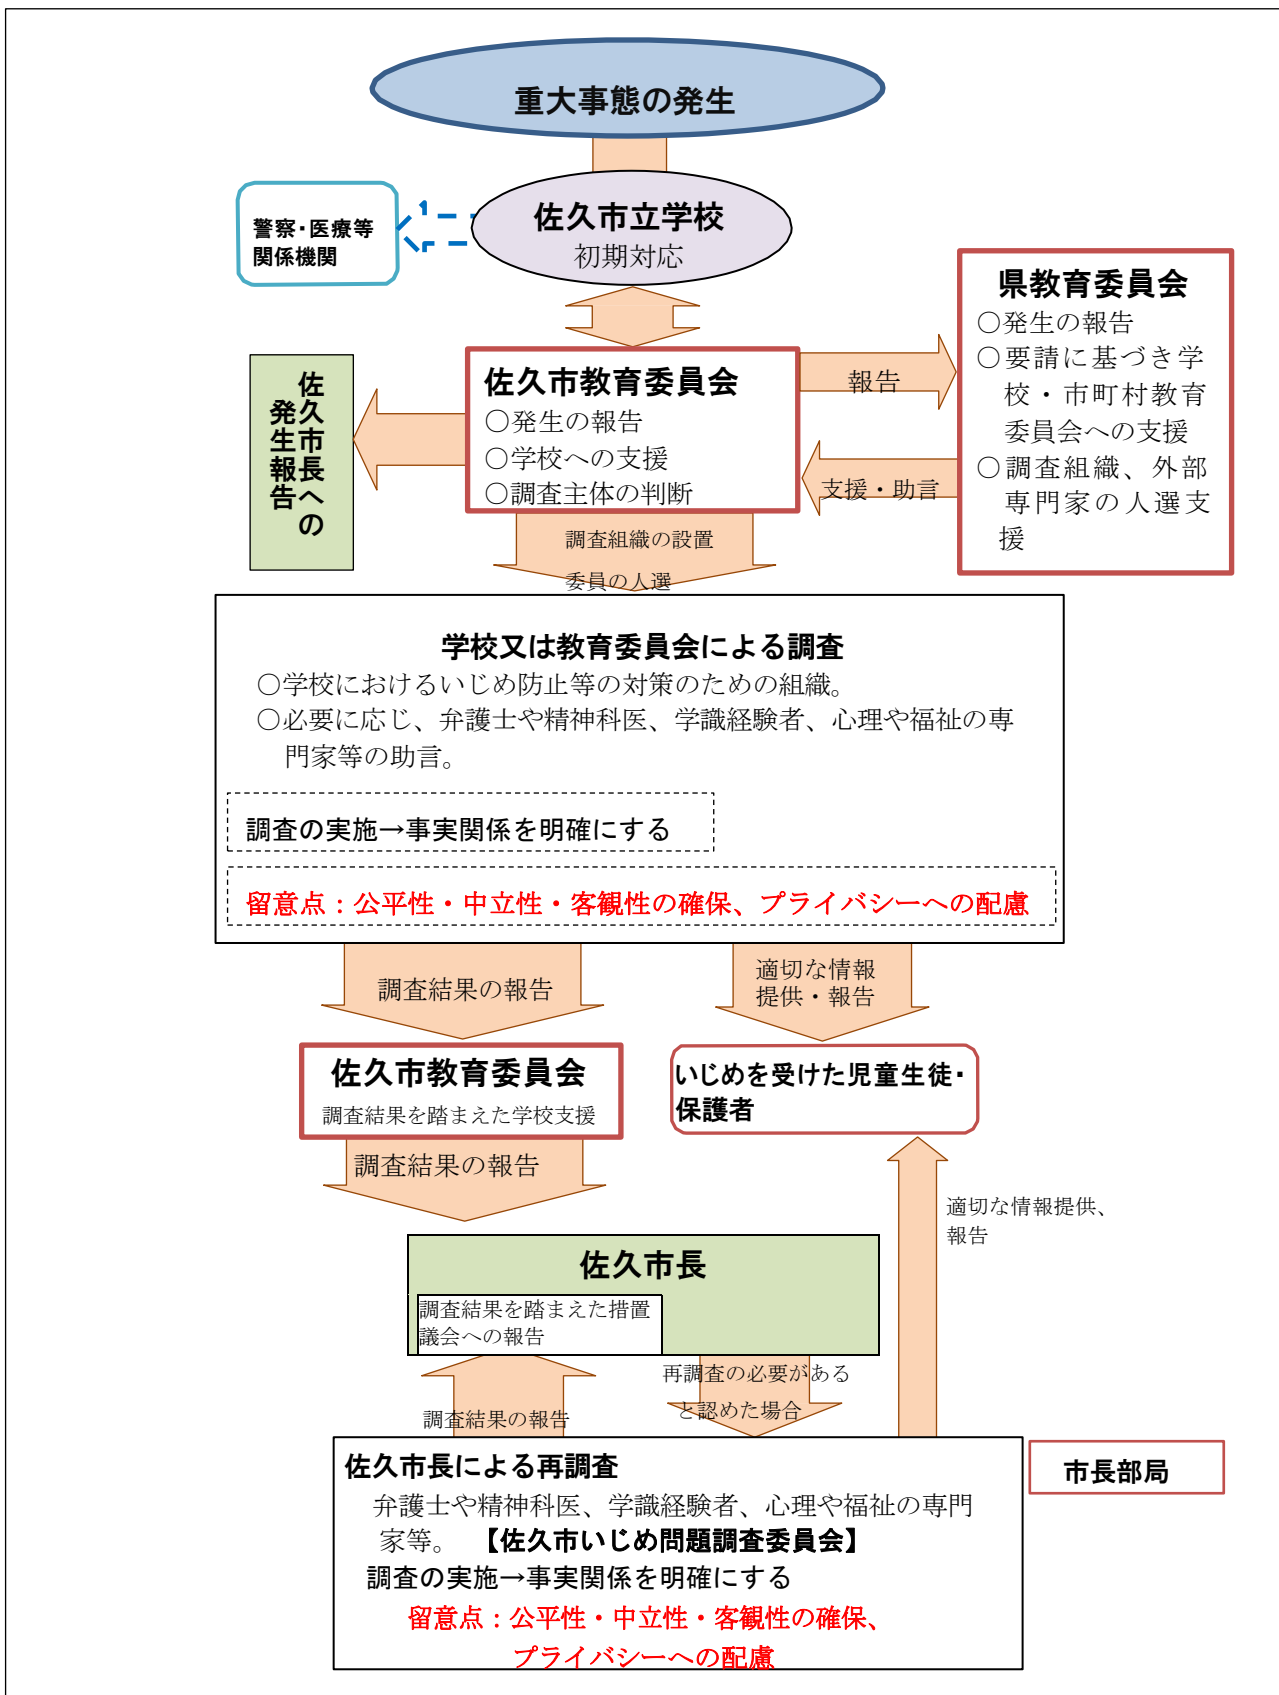 重大事態の発生
佐久市立学校
初期対応
警察・医療等
関係機関
県教育委員会
○発生の報告
○要請に基づき学
校・市町村教育
委員会への支援
○調査組織、外部
専門家の人選支
援
佐久市長への
発生報告
佐久市教育委員会
○発生の報告
○学校への支援
○調査主体の判断
報告
支援・助言
調査組織の設置
委員の人選
学校又は教育委員会による調査
○学校におけるいじめ防止等の対策のための組織。
○必要に応じ、弁護士や精神科医、学識経験者、心理や福祉の専
門家等の助言。
調査の実施→事実関係を明確にする
留意点：公平性・中立性・客観性の確保、プライバシーへの配慮
調査結果の報告
適切な情報
提供・報告
佐久市教育委員会
調査結果を踏まえた学校支援
いじめを受けた児童生徒・
保護者
調査結果の報告
適切な情報提供、
報告
佐久市長
調査結果を踏まえた措置
議会への報告
再調査の必要がある
と認めた場合
調査結果の報告
佐久市長による再調査
弁護士や精神科医、学識経験者、心理や福祉の専門
家等。　【佐久市いじめ問題調査委員会】
調査の実施→事実関係を明確にする
留意点：公平性・中立性・客観性の確保、
プライバシーへの配慮
市長部局